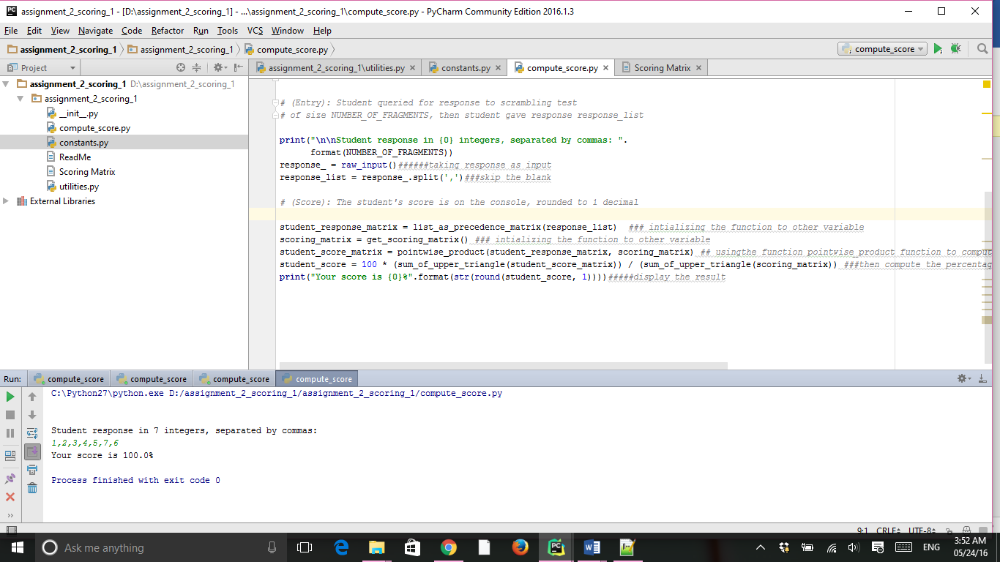 assignment_2_scoring_1 - [D:\assignment_2_scoring_1] - ...\assignment_2_scoring_1\compute_score.py - PyCharm Community Edition 2016.1.3
File Edit View Navigate Code Refactor Run Tools VCS Window Help
assignment_2_scoring_1 assignment_2_scoring_1 compute_score.py compute_score
Project assignment_2_scoring_1\utilities.py constants.py compute_score.py Scoring Matrix
assignment_2_scoring_1 D:\assignment_2_scoring_1
assignment_2_scoring_1
__init__.py
compute_score.py
constants.py
ReadMe
Scoring Matrix
utilities.py
External Libraries
# (Entry): Student queried for response to scrambling test
# of size NUMBER_OF_FRAGMENTS, then student gave response response_list
print("\n\nStudent response in {0} integers, separated by commas: ".
format(NUMBER_OF_FRAGMENTS))
response_ = raw_input()######taking response as input
response_list = response_.split(',')###skip the blank
# (Score): The student's score is on the console, rounded to 1 decimal
student_response_matrix = list_as_precedence_matrix(response_list) ### intializing the function to other variable
scoring_matrix = get_scoring_matrix() ### intializing the function to other variable
student_score_matrix = pointwise_product(student_response_matrix, scoring_matrix) ## usingthe function pointwise_product function to comput
student_score = 100 * (sum_of_upper_triangle(student_score_matrix)) / (sum_of_upper_triangle(scoring_matrix)) ###then compute the percentag
print("Your score is {0}%".format(str(round(student_score, 1))))#####display the result
Run: compute_score compute_score compute_score compute_score
C:\Python27\python.exe D:/assignment_2_scoring_1/assignment_2_scoring_1/compute_score.py
Student response in 7 integers, separated by commas:
1,2,3,4,5,7,6
Your score is 100.0%
Process finished with exit code 0
9:1 CRLF UTF-8
Ask me anything
ENG
3:52 AM
05/24/16